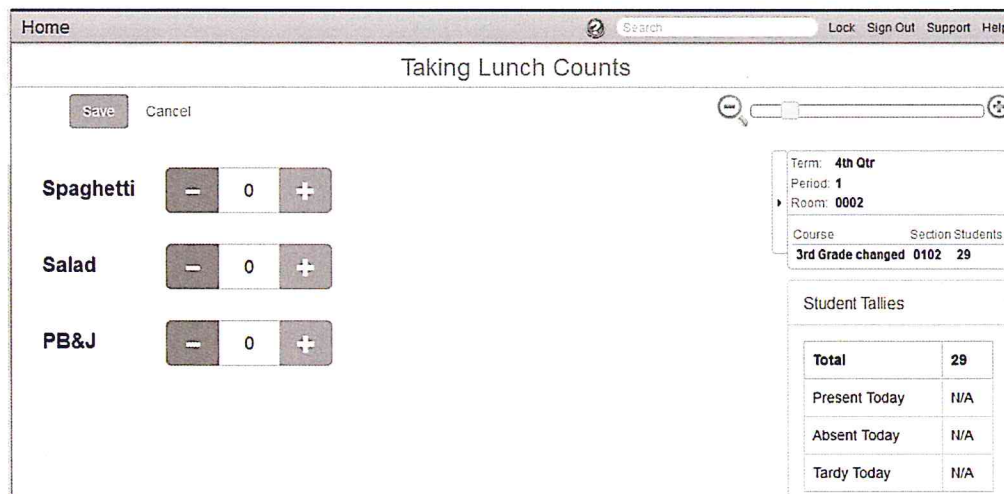 Home Search Lock Sign Out Support Help
Taking Lunch Counts
Save Cancel
Term: 4th Qtr
Period: 1
Spaghetti 0
Room: 0002
Course Section Students
3rd Grade changed 0102 29
Salad 0
Student Tallies
PB&J 0
Total 29
Present Today N/A
Absent Today N/A
Tardy Today N/A